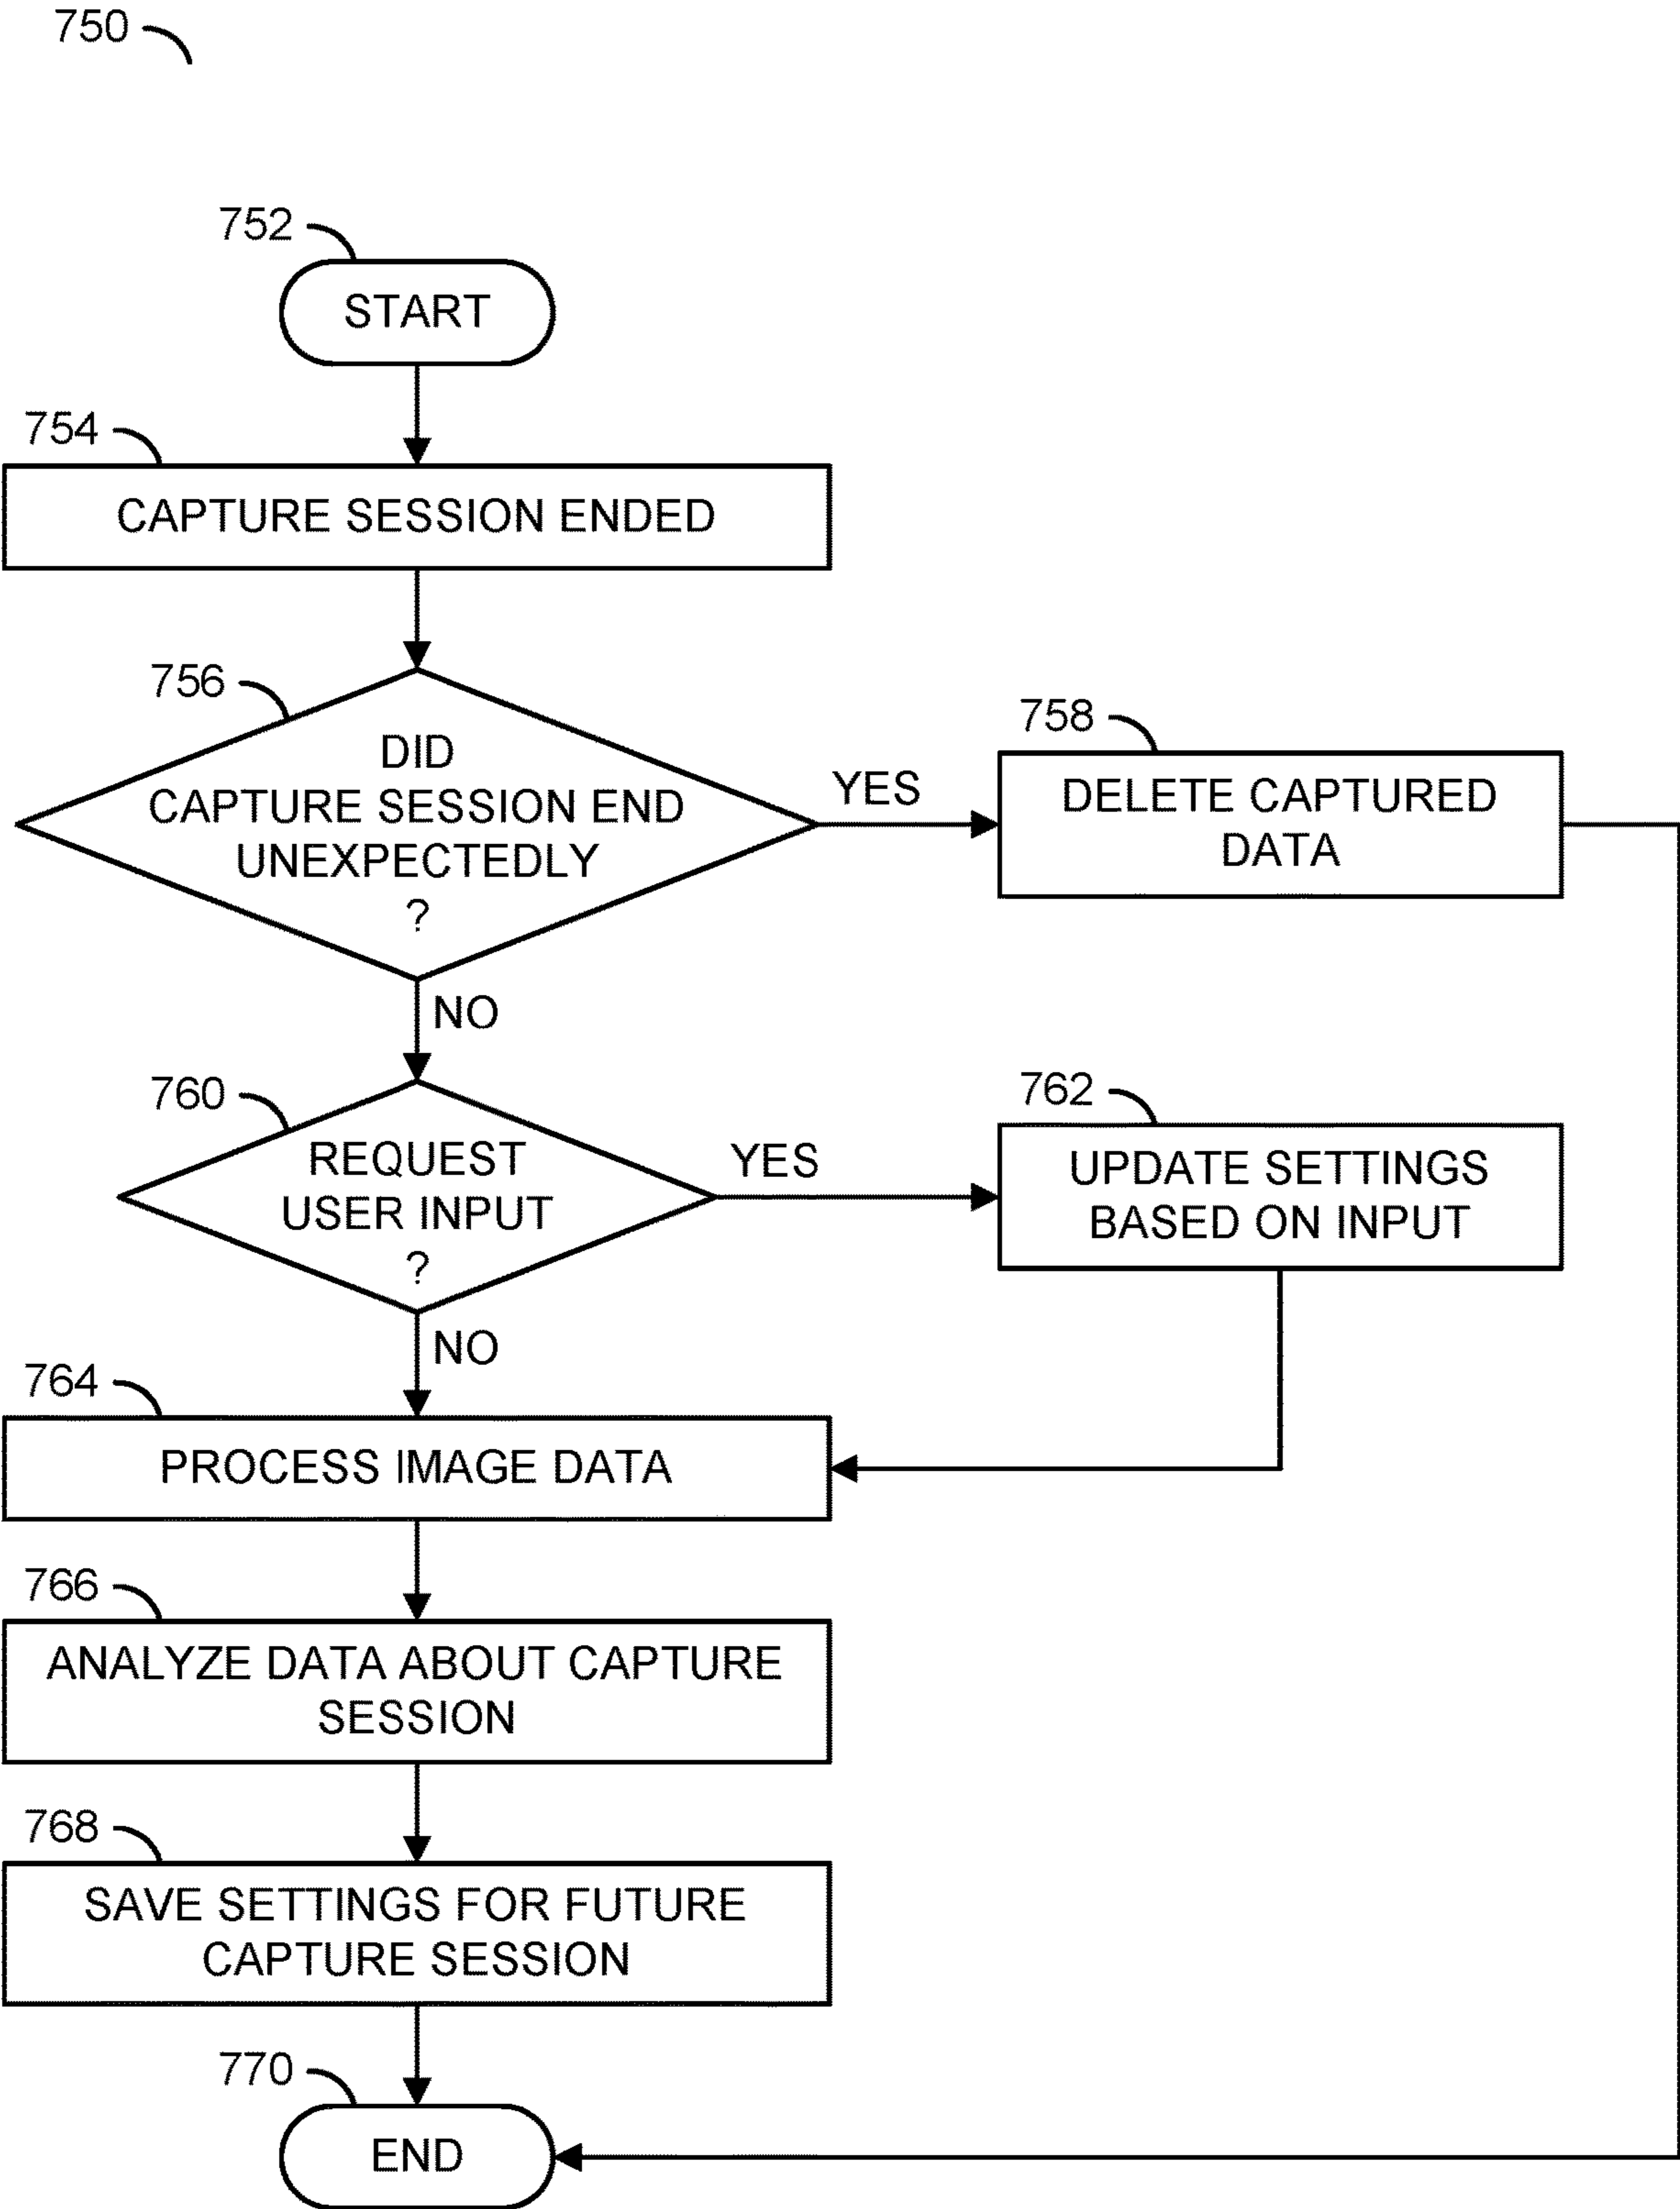 750
752
START
754
CAPTURE SESSION ENDED
756
DID
CAPTURE SESSION END
UNEXPECTEDLY
?
YES
758
DELETE CAPTURED
DATA
NO
760
REQUEST
USER INPUT
?
YES
762
UPDATE SETTINGS
BASED ON INPUT
NO
764
PROCESS IMAGE DATA
766
ANALYZE DATA ABOUT CAPTURE
SESSION
768
SAVE SETTINGS FOR FUTURE
CAPTURE SESSION
770
END